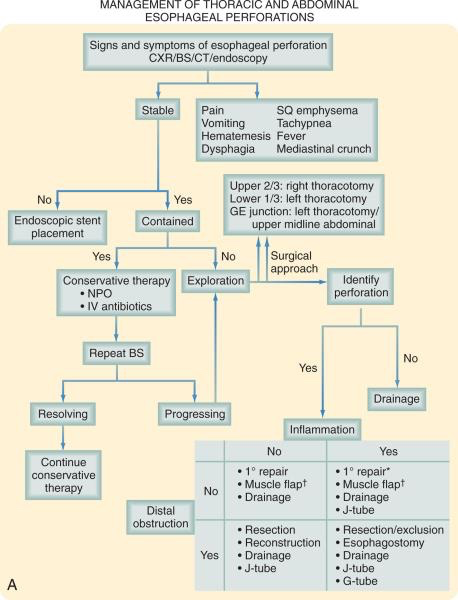 MANAGEMENT OF THORACIC AND ABDOMINAL
ESOPHAGEAL PERFORATIONS
Signs and symptoms of esophageal perforation
CXR/BS/CT/endoscopy
Stable
Pain
Vomiting
Hematemesis
Dysphagia
SQ emphysema
Tachypnea
Fever
Mediastinal crunch
No
Yes
Endoscopic stent
placement
Contained
Upper 2/3: right thoracotomy
Lower 1/3: left thoracotomy
GE junction: left thoracotomy/
upper midline abdominal
Yes
No
Surgical
approach
Conservative therapy
• NPO
• IV antibiotics
Exploration
Identify
perforation
Repeat BS
Yes
No
Resolving
Progressing
Drainage
Continue
conservative
therapy
Inflammation
No
Yes
Distal
obstruction
No
• 1° repair
• Muscle flap†
• Drainage
• 1° repair*
• Muscle flap†
• Drainage
• J-tube
Yes
• Resection
• Reconstruction
• Drainage
• J-tube
• Resection/exclusion
• Esophagostomy
• Drainage
• J-tube
• G-tube
A